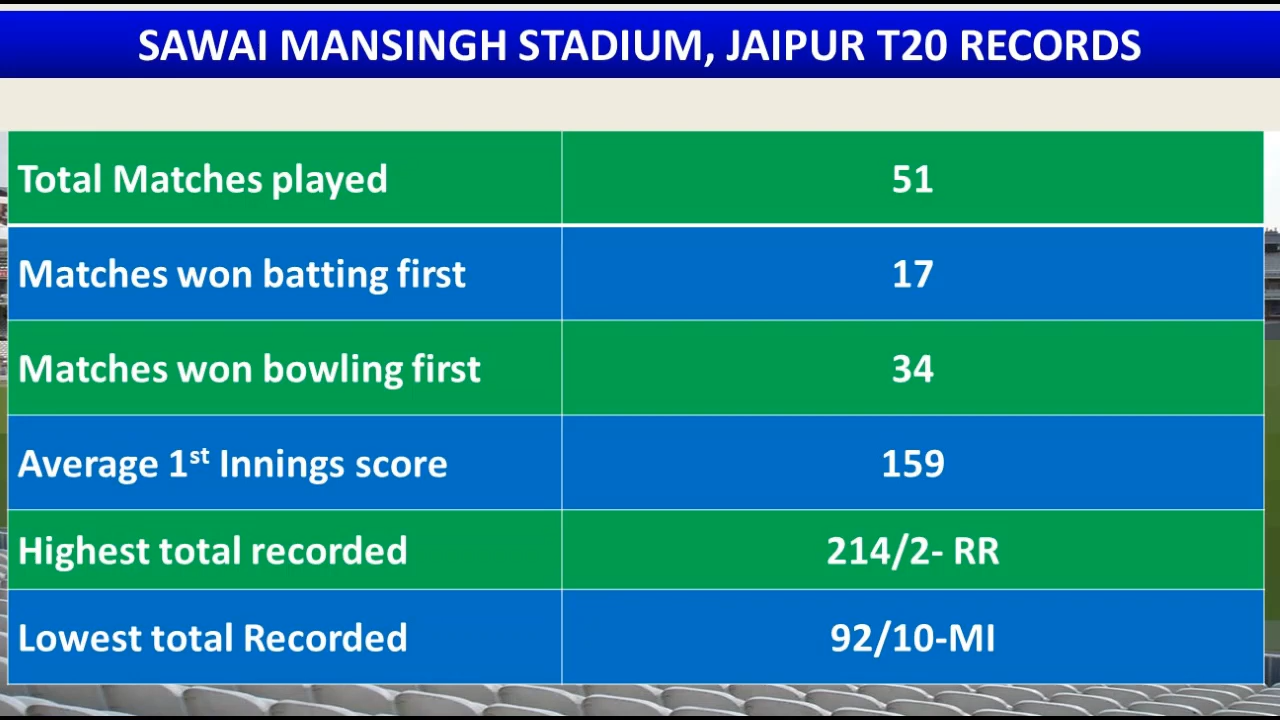 SAWAI MANSINGH STADIUM, JAIPUR T20 RECORDS
Total Matches played 51
Matches won batting first 17
Matches won bowling first 34
Average 1st Innings score 159
Highest total recorded 214/2- RR
Lowest total Recorded 92/10-MI